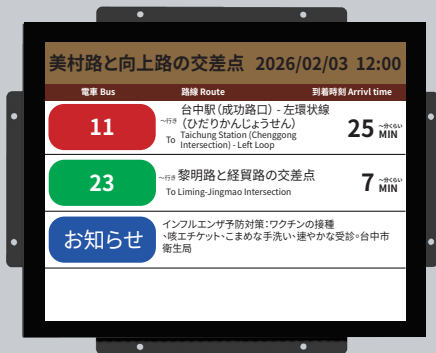 美村路と向上路の交差点 2026/02/03 12:00
電車 Bus 路線 Route 到着時刻 Arrivl time
11 ～行き To 台中駅（成功路口）- 左環状線（ひだりかんじょうせん）
Taichung Station (Chenggong Intersection) - Left Loop
25 ～分くらい MIN
23 ～行き 黎明路と経貿路の交差点
To Liming-Jingmao Intersection
7 ～分くらい MIN
お知らせ
インフルエンザ予防対策：ワクチンの接種
、咳エチケット、こまめな手洗い、速やかな受診。台中市
衛生局